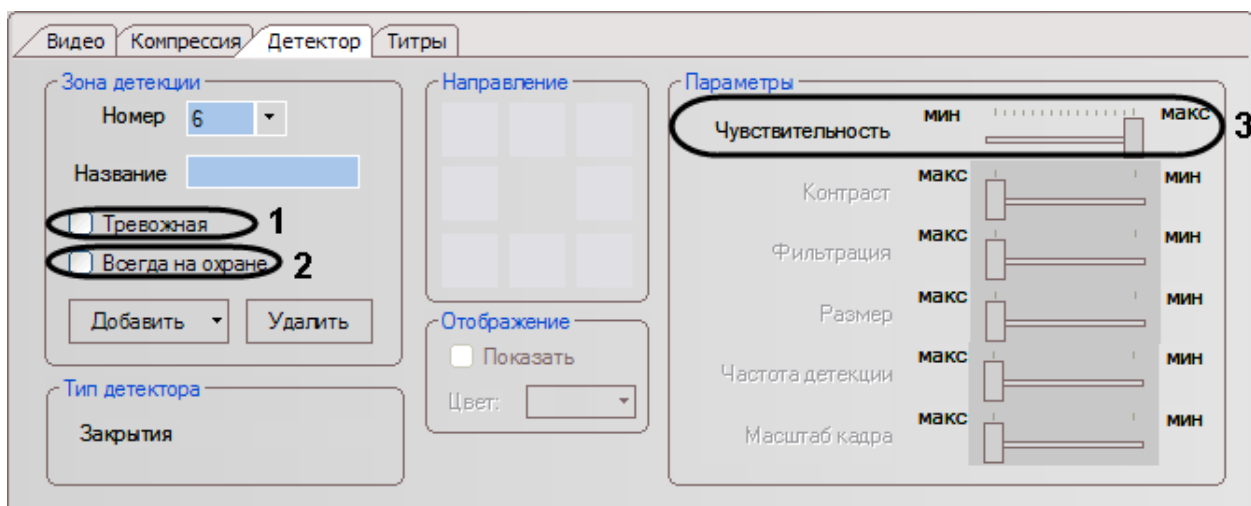 Видео Компрессия Детектор Титры
Зона детекции
Номер 6
Название
Тревожная 1
Всегда на охране 2
Добавить Удалить
Тип детектора
Закрытия
Направление
Отображение
Показать
Цвет:
Параметры
Чувствительность мин макс 3
Контраст макс мин
Фильтрация макс мин
Размер макс мин
Частота детекции макс мин
Масштаб кадра макс мин